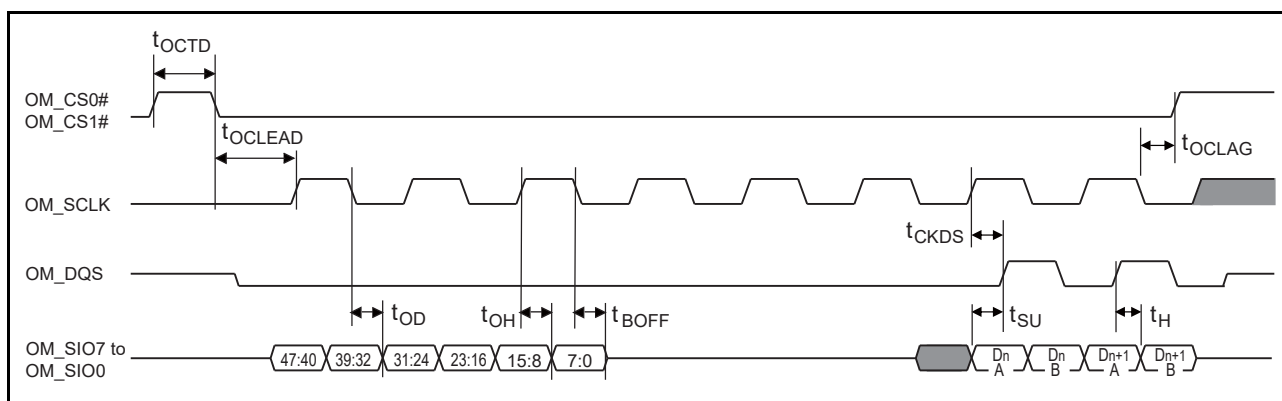 tOCTD
OM_CS0#
OM_CS1#
tOCLEAD
tOCLAG
OM_SCLK
tCKDS
OM_DQS
tOD
tOH
tBOFF
tSU
tH
OM_SIO7 to
OM_SIO0
47:40 39:32 31:24 23:16 15:8 7:0
Dn Dn Dn+1 Dn+1
A B A B